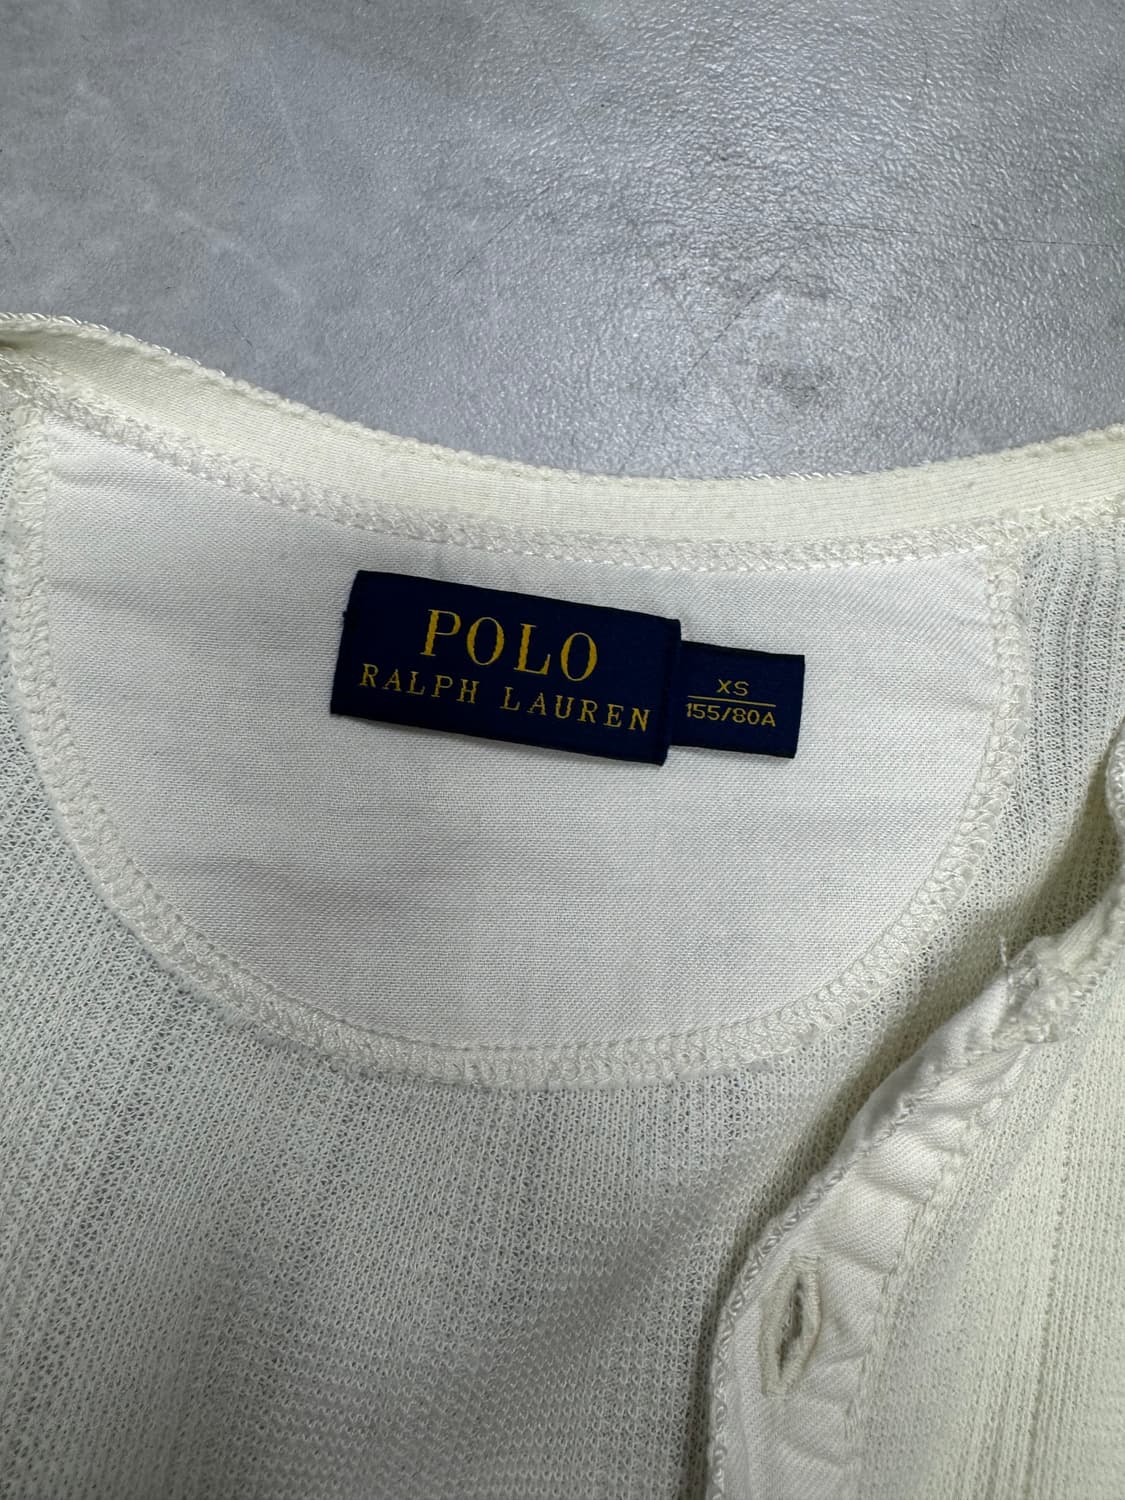 POLO
RALPH LAUREN
XS
155/80A